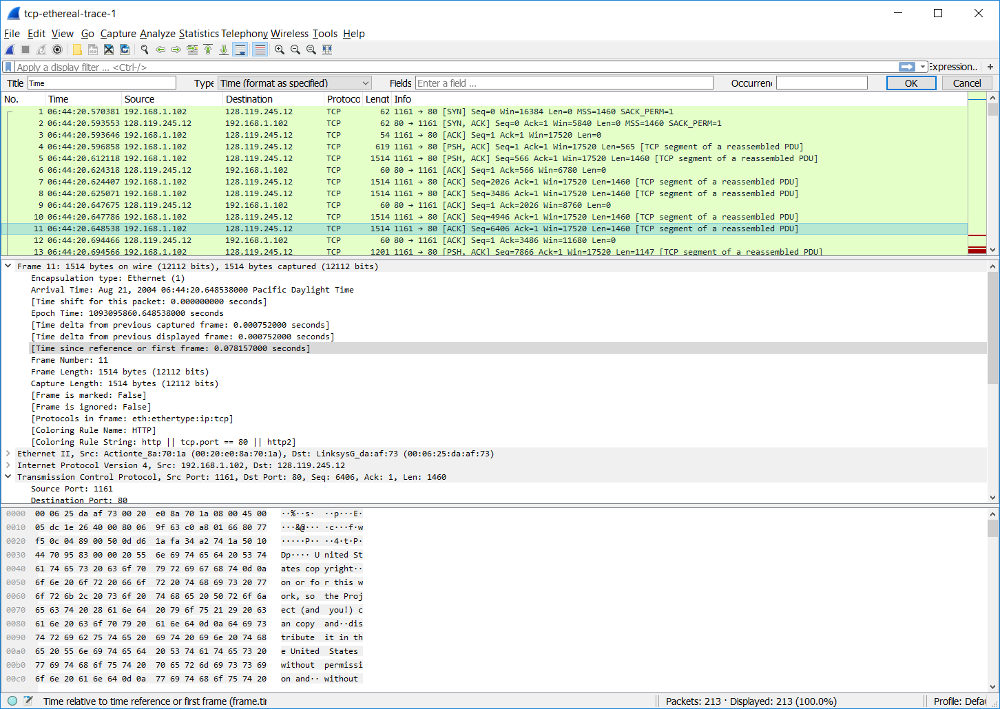 tcp-ethereal-trace-1
File Edit View Go Capture Analyze Statistics Telephony Wireless Tools Help
Apply a display filter ... <Ctrl-/> Expression.. +
Title Time Type Time (format as specified) Fields Enter a field ... Occurrenc OK Cancel
No. Time Source Destination Protoco Lengt Info
1 06:44:20.570381 192.168.1.102 128.119.245.12 TCP 62 1161 → 80 [SYN] Seq=0 Win=16384 Len=0 MSS=1460 SACK_PERM=1
2 06:44:20.593553 128.119.245.12 192.168.1.102 TCP 62 80 → 1161 [SYN, ACK] Seq=0 Ack=1 Win=5840 Len=0 MSS=1460 SACK_PERM=1
3 06:44:20.593646 192.168.1.102 128.119.245.12 TCP 54 1161 → 80 [ACK] Seq=1 Ack=1 Win=17520 Len=0
4 06:44:20.596858 192.168.1.102 128.119.245.12 TCP 619 1161 → 80 [PSH, ACK] Seq=1 Ack=1 Win=17520 Len=565 [TCP segment of a reassembled PDU]
5 06:44:20.612118 192.168.1.102 128.119.245.12 TCP 1514 1161 → 80 [PSH, ACK] Seq=566 Ack=1 Win=17520 Len=1460 [TCP segment of a reassembled PDU]
6 06:44:20.624318 128.119.245.12 192.168.1.102 TCP 60 80 → 1161 [ACK] Seq=1 Ack=566 Win=6780 Len=0
7 06:44:20.624407 192.168.1.102 128.119.245.12 TCP 1514 1161 → 80 [ACK] Seq=2026 Ack=1 Win=17520 Len=1460 [TCP segment of a reassembled PDU]
8 06:44:20.625071 192.168.1.102 128.119.245.12 TCP 1514 1161 → 80 [ACK] Seq=3486 Ack=1 Win=17520 Len=1460 [TCP segment of a reassembled PDU]
9 06:44:20.647675 128.119.245.12 192.168.1.102 TCP 60 80 → 1161 [ACK] Seq=1 Ack=2026 Win=8760 Len=0
10 06:44:20.647786 192.168.1.102 128.119.245.12 TCP 1514 1161 → 80 [ACK] Seq=4946 Ack=1 Win=17520 Len=1460 [TCP segment of a reassembled PDU]
11 06:44:20.648538 192.168.1.102 128.119.245.12 TCP 1514 1161 → 80 [ACK] Seq=6406 Ack=1 Win=17520 Len=1460 [TCP segment of a reassembled PDU]
12 06:44:20.694466 128.119.245.12 192.168.1.102 TCP 60 80 → 1161 [ACK] Seq=1 Ack=3486 Win=11680 Len=0
13 06:44:20.694566 192.168.1.102 128.119.245.12 TCP 1201 1161 → 80 [PSH, ACK] Seq=7866 Ack=1 Win=17520 Len=1147 [TCP segment of a reassembled PDU]
Frame 11: 1514 bytes on wire (12112 bits), 1514 bytes captured (12112 bits)
Encapsulation type: Ethernet (1)
Arrival Time: Aug 21, 2004 06:44:20.648538000 Pacific Daylight Time
[Time shift for this packet: 0.000000000 seconds]
Epoch Time: 1093095860.648538000 seconds
[Time delta from previous captured frame: 0.000752000 seconds]
[Time delta from previous displayed frame: 0.000752000 seconds]
[Time since reference or first frame: 0.078157000 seconds]
Frame Number: 11
Frame Length: 1514 bytes (12112 bits)
Capture Length: 1514 bytes (12112 bits)
[Frame is marked: False]
[Frame is ignored: False]
[Protocols in frame: eth:ethertype:ip:tcp]
[Coloring Rule Name: HTTP]
[Coloring Rule String: http || tcp.port == 80 || http2]
Ethernet II, Src: Actionte_8a:70:1a (00:20:e0:8a:70:1a), Dst: LinksysG_da:af:73 (00:06:25:da:af:73)
Internet Protocol Version 4, Src: 192.168.1.102, Dst: 128.119.245.12
Transmission Control Protocol, Src Port: 1161, Dst Port: 80, Seq: 6406, Ack: 1, Len: 1460
Source Port: 1161
Destination Port: 80
0000 00 06 25 da af 73 00 20 e0 8a 70 1a 08 00 45 00 ··%··s· ··p···E·
0010 05 dc 1e 26 40 00 80 06 9f 63 c0 a8 01 66 80 77 ···&@··· ·c···f·w
0020 f5 0c 04 89 00 50 0d d6 1a fa 34 a2 74 1a 50 10 ·····P·· ··4·t·P·
0030 44 70 95 83 00 00 20 55 6e 69 74 65 64 20 53 74 Dp···· U nited St
0040 61 74 65 73 20 63 6f 70 79 72 69 67 68 74 0d 0a ates cop yright··
0050 6f 6e 20 6f 72 20 66 6f 72 20 74 68 69 73 20 77 on or fo r this w
0060 6f 72 6b 2c 20 73 6f 20 74 68 65 20 50 72 6f 6a ork, so the Proj
0070 65 63 74 20 28 61 6e 64 20 79 6f 75 21 29 20 63 ect (and you!) c
0080 61 6e 20 63 6f 70 79 20 61 6e 64 0d 0a 64 69 73 an copy and··dis
0090 74 72 69 62 75 74 65 20 69 74 20 69 6e 20 74 68 tribute it in th
00a0 65 20 55 6e 69 74 65 64 20 53 74 61 74 65 73 20 e United States
00b0 77 69 74 68 6f 75 74 20 70 65 72 6d 69 73 73 69 without permissi
00c0 6f 6e 20 61 6e 64 0d 0a 77 69 74 68 6f 75 74 20 on and·· without
Time relative to time reference or first frame (frame.tir Packets: 213 · Displayed: 213 (100.0%) Profile: Defau